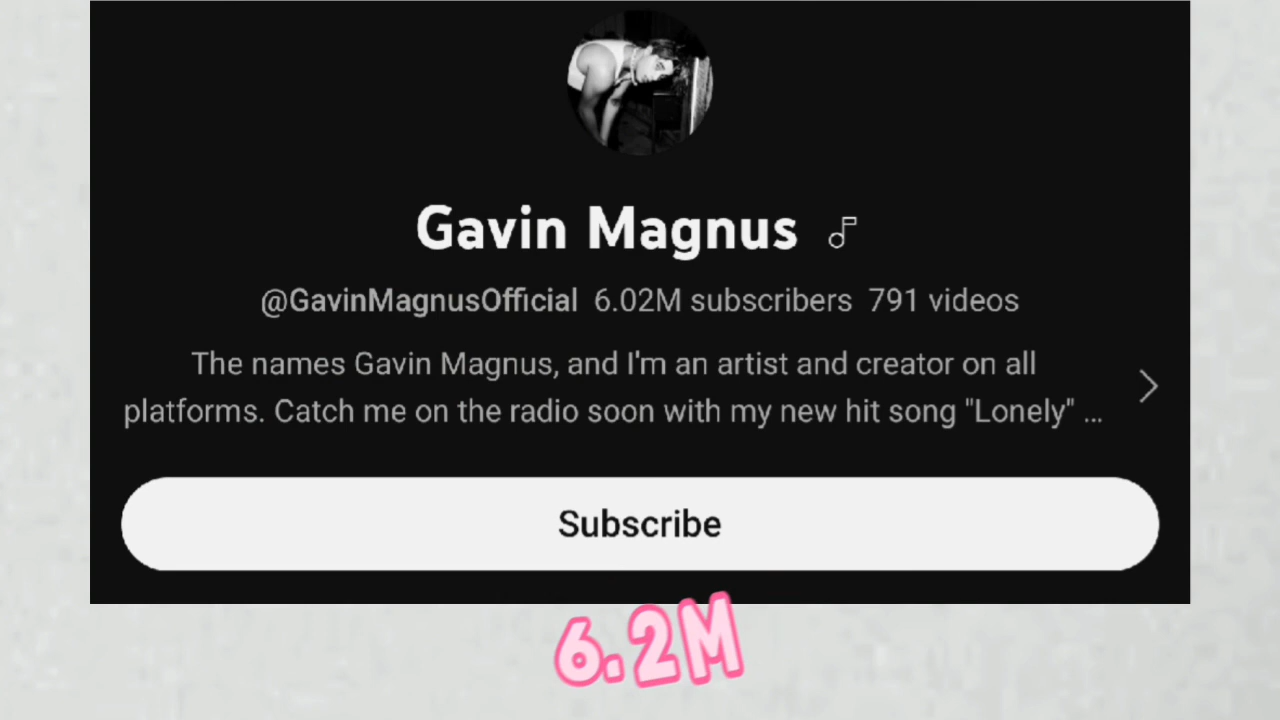 Gavin Magnus
@GavinMagnusOfficial 6.02M subscribers 791 videos
The names Gavin Magnus, and I'm an artist and creator on all
platforms. Catch me on the radio soon with my new hit song "Lonely" ...
Subscribe
6.2M